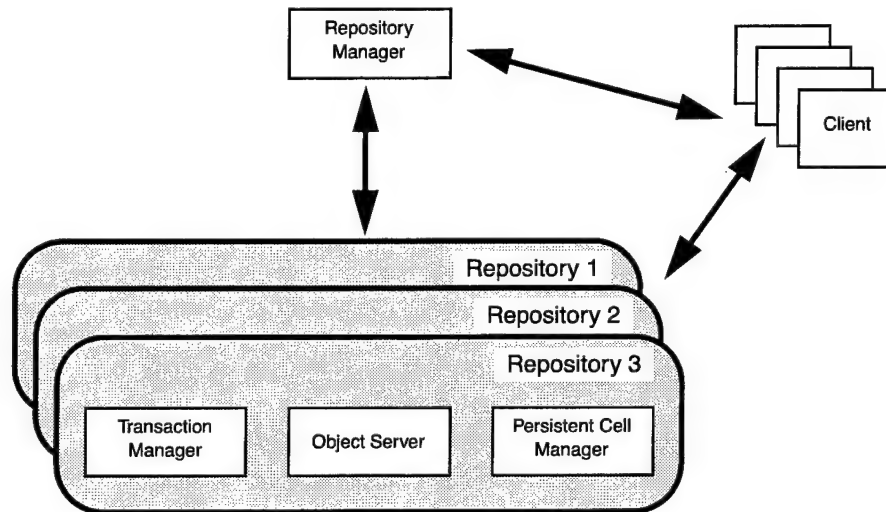 Repository
Manager
Client
Repository 1
Repository 2
Repository 3
Transaction
Manager
Object Server
Persistent Cell
Manager